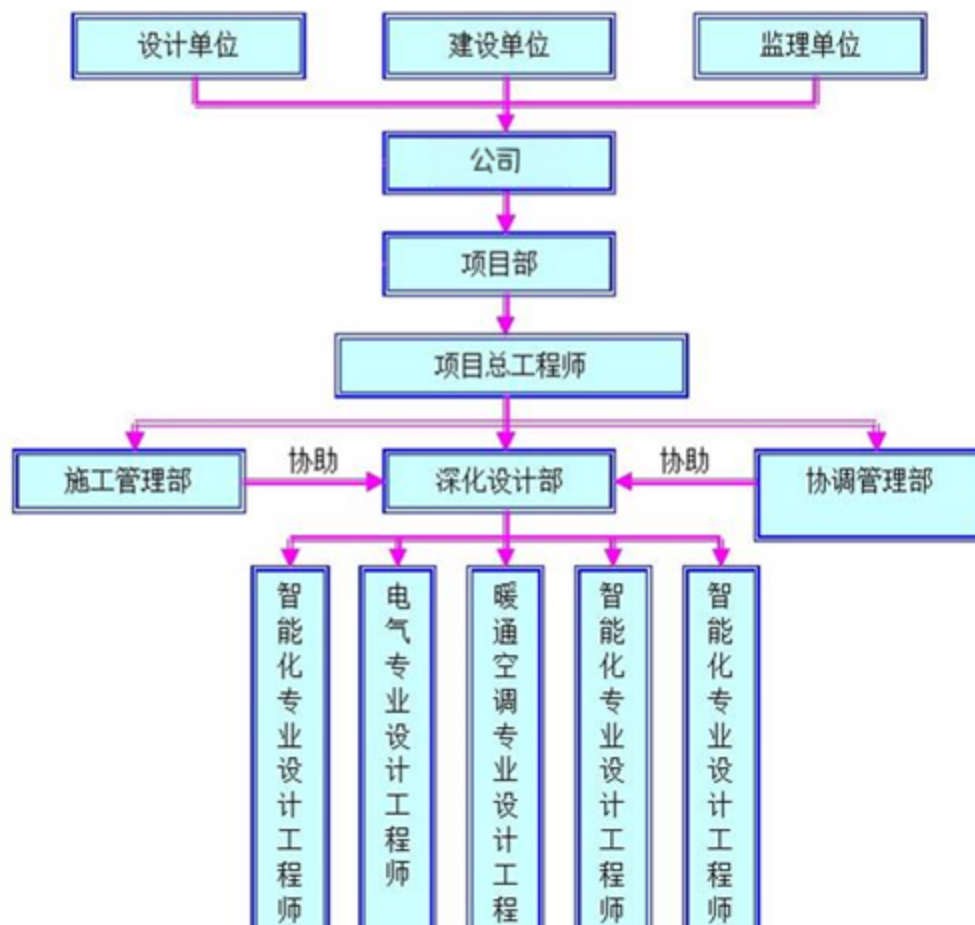 设计单位
建设单位
监理单位
公司
项目部
项目总工程师
施工管理部
协助
深化设计部
协助
协调管理部
智能化专业设计工程师
电气专业设计工程师
暖通空调专业设计工程
智能化专业设计工程师
智能化专业设计工程师